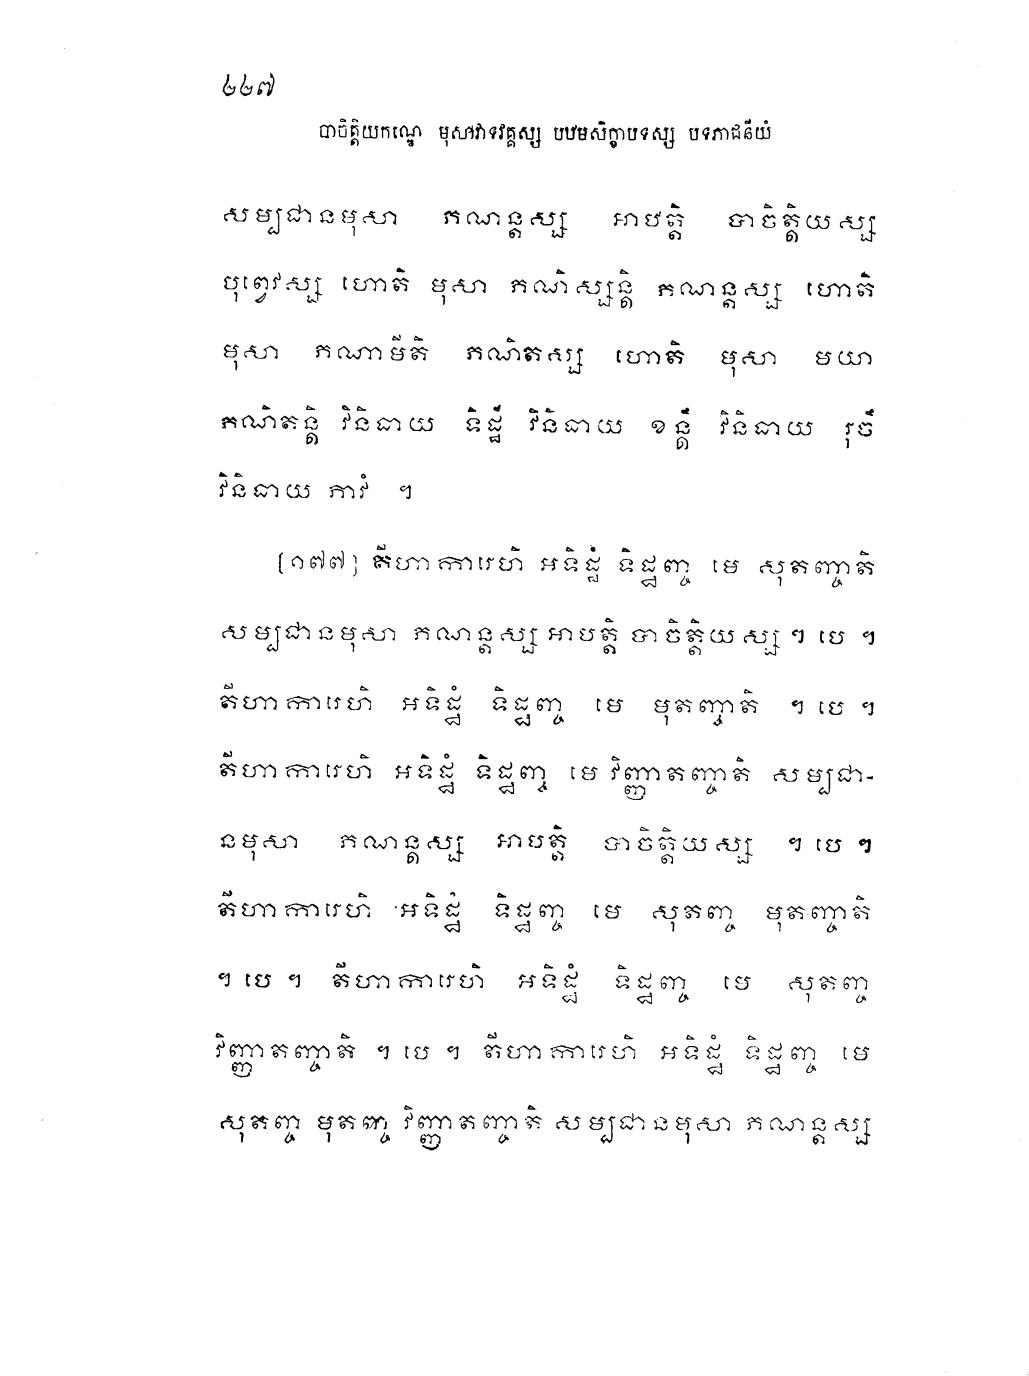 ២២៧
បាចិត្តិយកណ្ឌេ មុសាវាទវគ្គស្ស បឋមសិក្ខាបទស្ស បទភាជនីយំ
សម្បជានមុសា ភណន្តស្ស អាបត្តិ បាចិត្តិយស្ស
បុព្វេវស្ស ហោតិ មុសា ភណិស្សន្តិ ភណន្តស្ស ហោតិ
មុសា ភណាមីតិ ភណិតស្ស ហោតិ មុសា មយា
ភណិតន្តិ វិនិធាយ ទិដ្ឋឹ វិនិធាយ ខន្តឹ វិនិធាយ រុចឹ
វិនិធាយ ភាវំ ។
[១៧៧] តីហាការេហិ អទិដ្ឋំ ទិដ្ឋញ្ច មេ សុតញ្ចាតិ
សម្បជានមុសា ភណន្តស្ស អាបត្តិ បាចិត្តិយស្ស ។ បេ ។
តីហាការេហិ អទិដ្ឋំ ទិដ្ឋញ្ច មេ មុតញ្ចាតិ ។ បេ ។
តីហាការេហិ អទិដ្ឋំ ទិដ្ឋញ្ច មេ វិញ្ញាតញ្ចាតិ សម្បជា-
នមុសា ភណន្តស្ស អាបត្តិ បាចិត្តិយស្ស ។ បេ ។
តីហាការេហិ អទិដ្ឋំ ទិដ្ឋញ្ច មេ សុតញ្ច មុតញ្ចាតិ
។ បេ ។ តីហាការេហិ អទិដ្ឋំ ទិដ្ឋញ្ច មេ សុតញ្ច
វិញ្ញាតញ្ចាតិ ។ បេ ។ តីហាការេហិ អទិដ្ឋំ ទិដ្ឋញ្ច មេ
សុតញ្ច មុតញ្ច វិញ្ញាតញ្ចាតិ សម្បជានមុសា ភណន្តស្ស